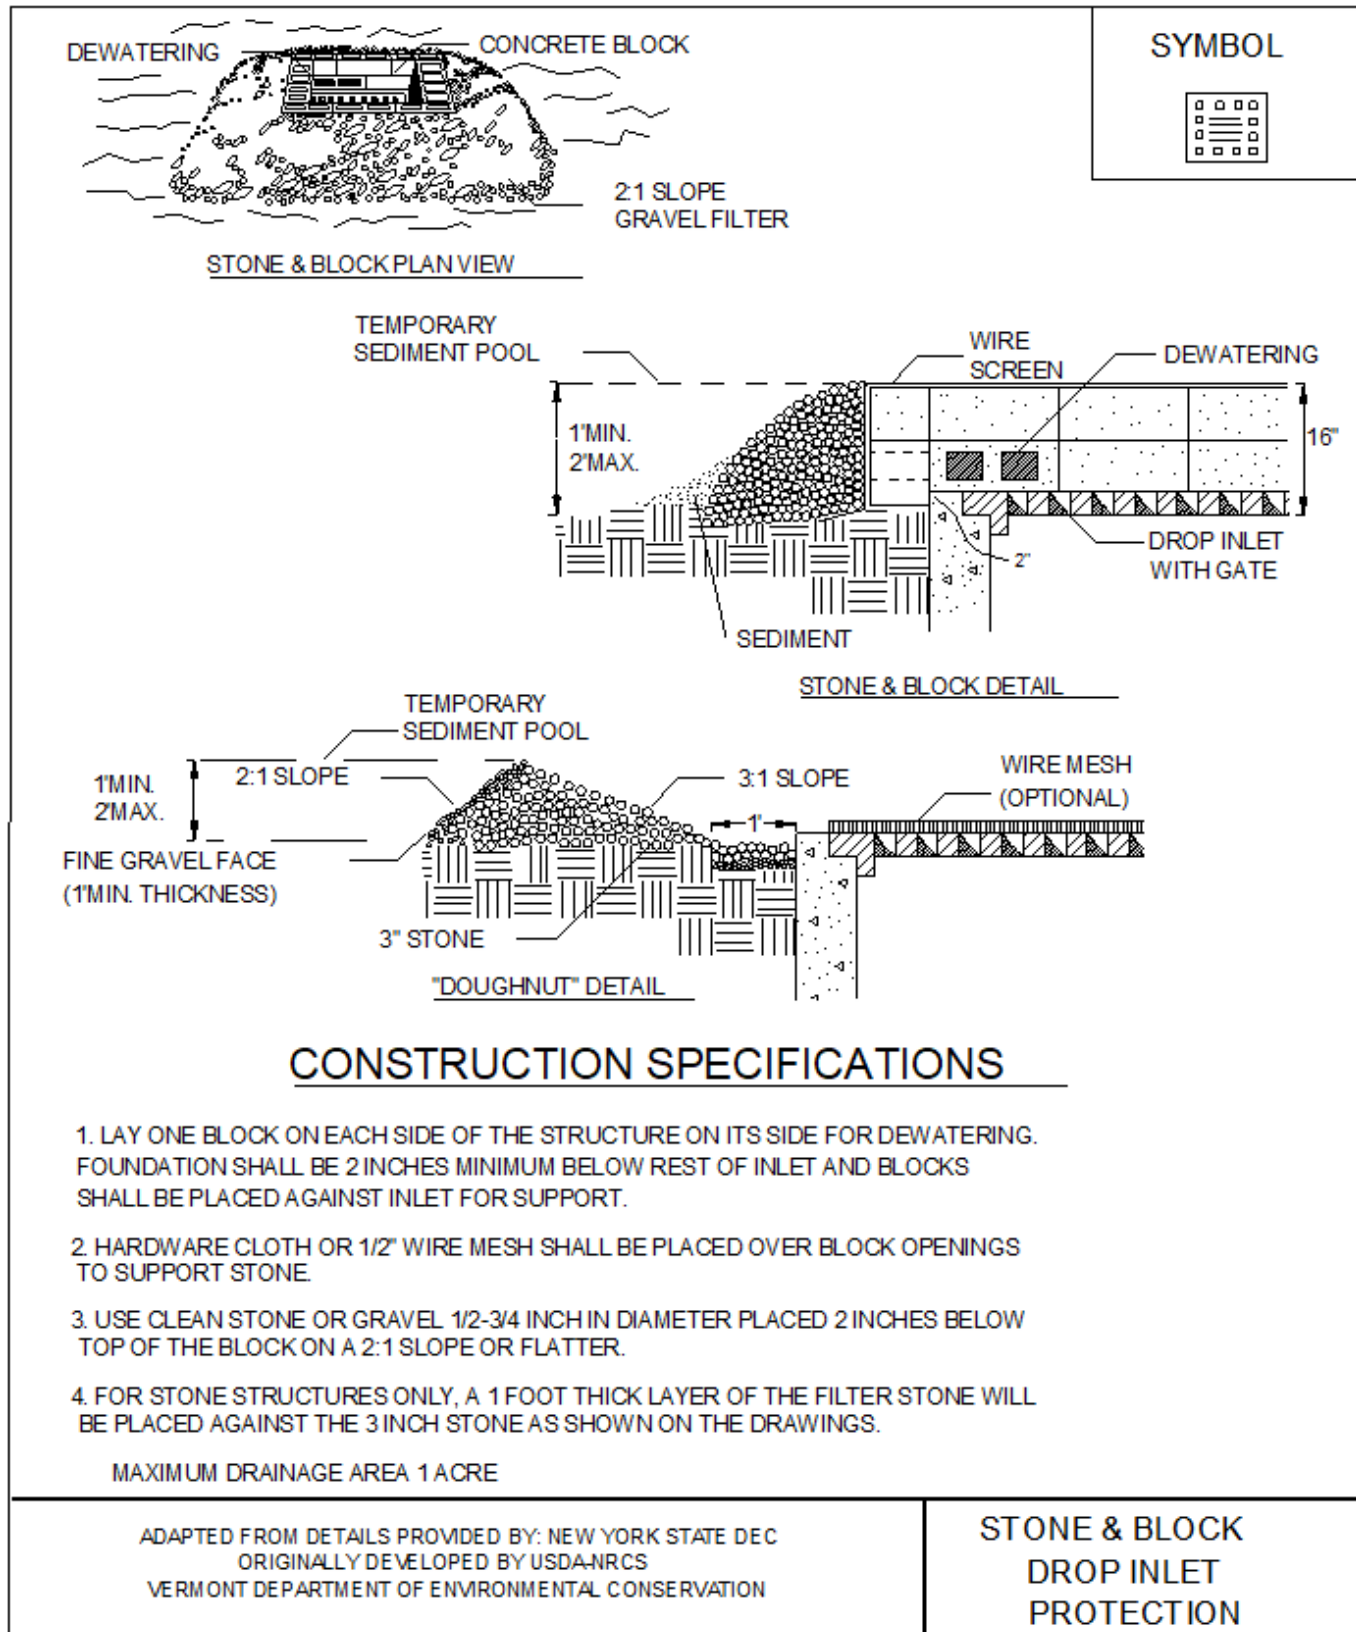 DEWATERING
CONCRETE BLOCK
SYMBOL
2:1 SLOPE
GRAVEL FILTER
STONE & BLOCK PLAN VIEW
TEMPORARY
SEDIMENT POOL
WIRE
SCREEN
DEWATERING
1'MIN.
2'MAX.
16"
DROP INLET
WITH GATE
2"
SEDIMENT
STONE & BLOCK DETAIL
TEMPORARY
SEDIMENT POOL
1'MIN.
2'MAX.
2:1 SLOPE
3:1 SLOPE
WIRE MESH
(OPTIONAL)
1'
FINE GRAVEL FACE
(1'MIN. THICKNESS)
3" STONE
"DOUGHNUT" DETAIL
CONSTRUCTION SPECIFICATIONS
1. LAY ONE BLOCK ON EACH SIDE OF THE STRUCTURE ON ITS SIDE FOR DEWATERING.
FOUNDATION SHALL BE 2 INCHES MINIMUM BELOW REST OF INLET AND BLOCKS
SHALL BE PLACED AGAINST INLET FOR SUPPORT.
2. HARDWARE CLOTH OR 1/2" WIRE MESH SHALL BE PLACED OVER BLOCK OPENINGS
TO SUPPORT STONE.
3. USE CLEAN STONE OR GRAVEL 1/2-3/4 INCH IN DIAMETER PLACED 2 INCHES BELOW
TOP OF THE BLOCK ON A 2:1 SLOPE OR FLATTER.
4. FOR STONE STRUCTURES ONLY, A 1 FOOT THICK LAYER OF THE FILTER STONE WILL
BE PLACED AGAINST THE 3 INCH STONE AS SHOWN ON THE DRAWINGS.
MAXIMUM DRAINAGE AREA 1 ACRE
ADAPTED FROM DETAILS PROVIDED BY: NEW YORK STATE DEC
ORIGINALLY DEVELOPED BY USDA-NRCS
VERMONT DEPARTMENT OF ENVIRONMENTAL CONSERVATION
STONE & BLOCK
DROP INLET
PROTECTION